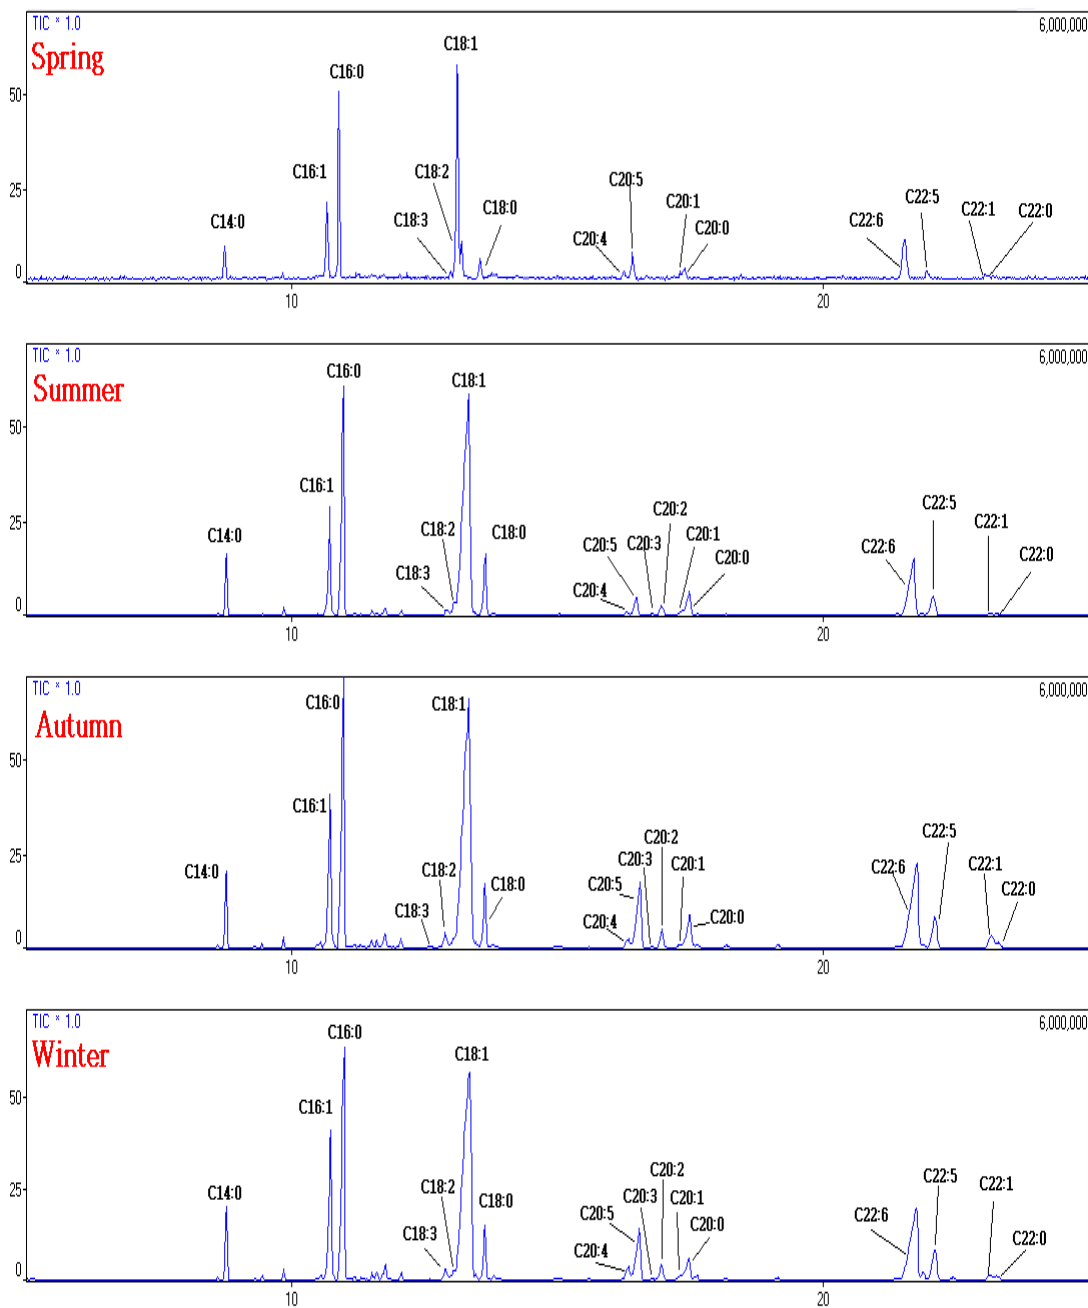 TIC * 1.0 6,000,000
Spring
C18:1
C16:0
50
C16:1 C18:2 C20:5
25
C14:0 C18:3 C18:0 C20:4 C20:1 C20:0 C22:6 C22:5 C22:1 C22:0
0
10 20
TIC * 1.0 6,000,000
Summer
C16:0 C18:1
50
C16:1
25
C14:0 C18:2 C18:0 C20:5 C20:3 C20:2 C20:1 C22:6 C22:5 C22:1
C18:3 C20:4 C20:0 C22:0
0
10 20
TIC * 1.0 6,000,000
Autumn
C16:0 C18:1
50
C16:1
25
C14:0 C18:2 C18:0 C20:5 C20:3 C20:2 C20:1 C22:6 C22:5 C22:1
C18:3 C20:4 C20:0 C22:0
0
10 20
TIC * 1.0 6,000,000
Winter
C16:0 C18:1
50
C16:1
25
C14:0 C18:2 C18:0 C20:5 C20:3 C20:2 C20:1 C22:6 C22:5 C22:1
C18:3 C20:4 C20:0 C22:0
0
10 20